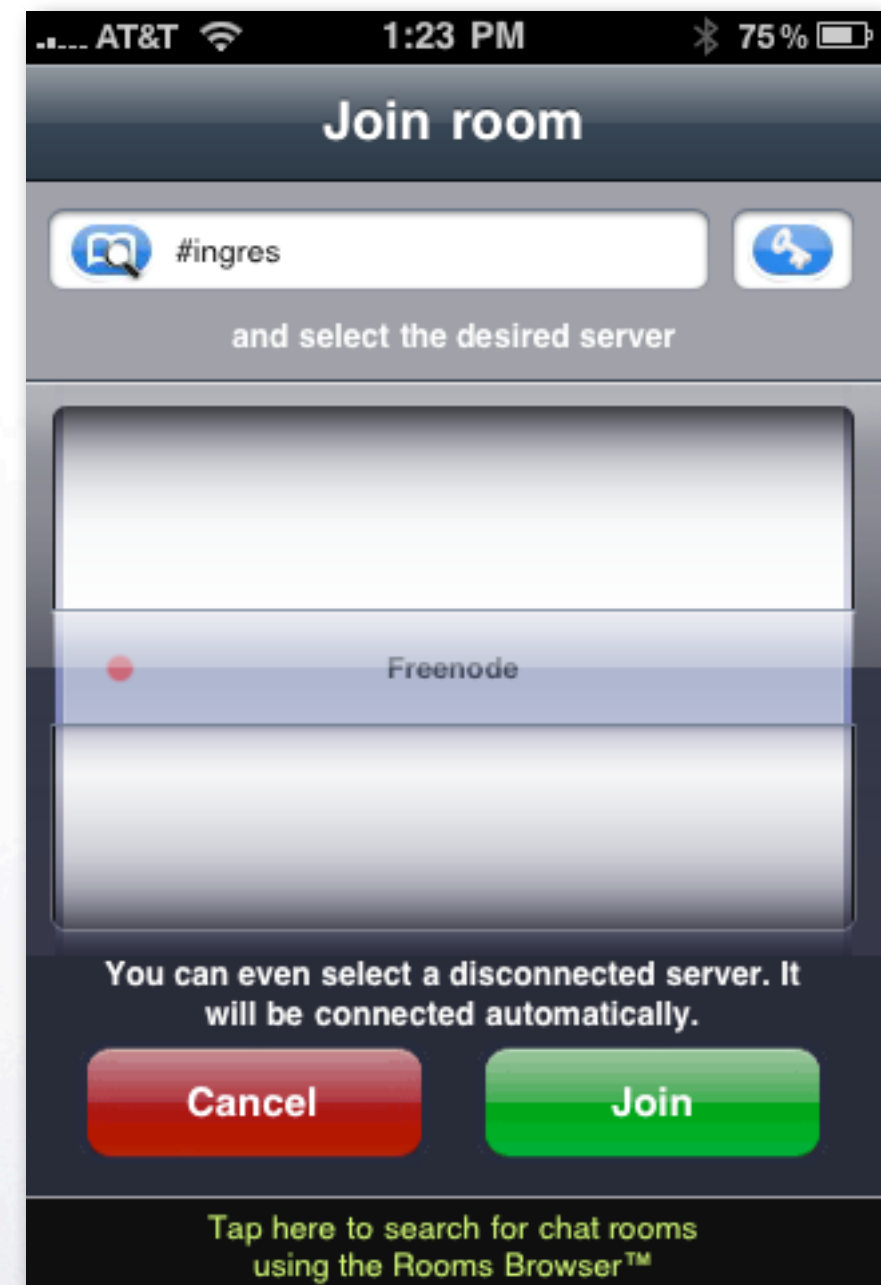 AT&T 1:23 PM 75%
Join room
#ingres
and select the desired server
Freenode
You can even select a disconnected server. It
will be connected automatically.
Cancel Join
Tap here to search for chat rooms
using the Rooms Browser™